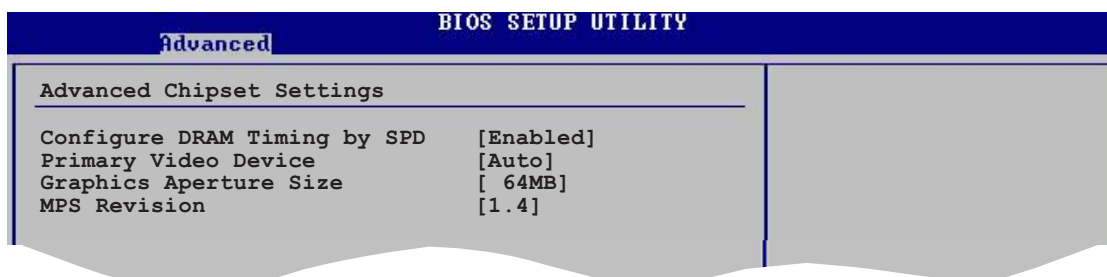 BIOS SETUP UTILITY
Advanced
Advanced Chipset Settings
Configure DRAM Timing by SPD [Enabled]
Primary Video Device [Auto]
Graphics Aperture Size [ 64MB]
MPS Revision [1.4]